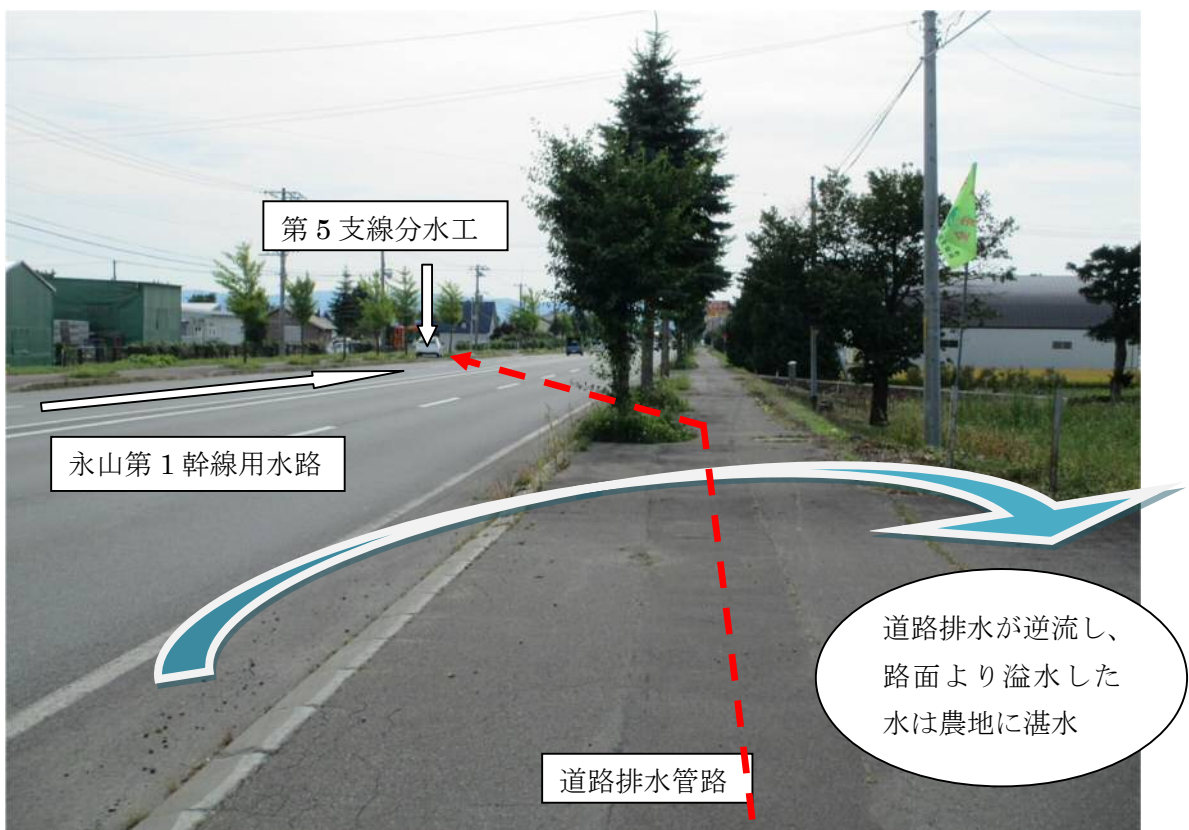 第5支線分水工
永山第1幹線用水路
道路排水が逆流し、
路面より溢水した
水は農地に湛水
道路排水管路